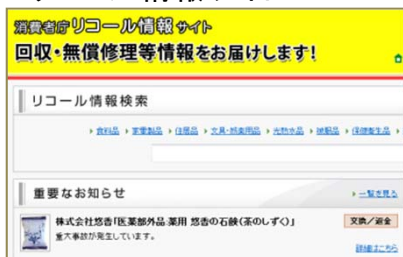 消費者庁リコール情報サイト
回収・無償修理等情報をお届けします!
リコール情報検索
食料品 家電製品 住居品 文具・娯楽用品 光熱水品 被服品 保健衛生品
重要なお知らせ 一覧を見る
株式会社悠香「医薬部外品 薬用 悠香の石鹸(茶のしずく)」 交換/返金
重大事故が発生しています。
詳細はこちら